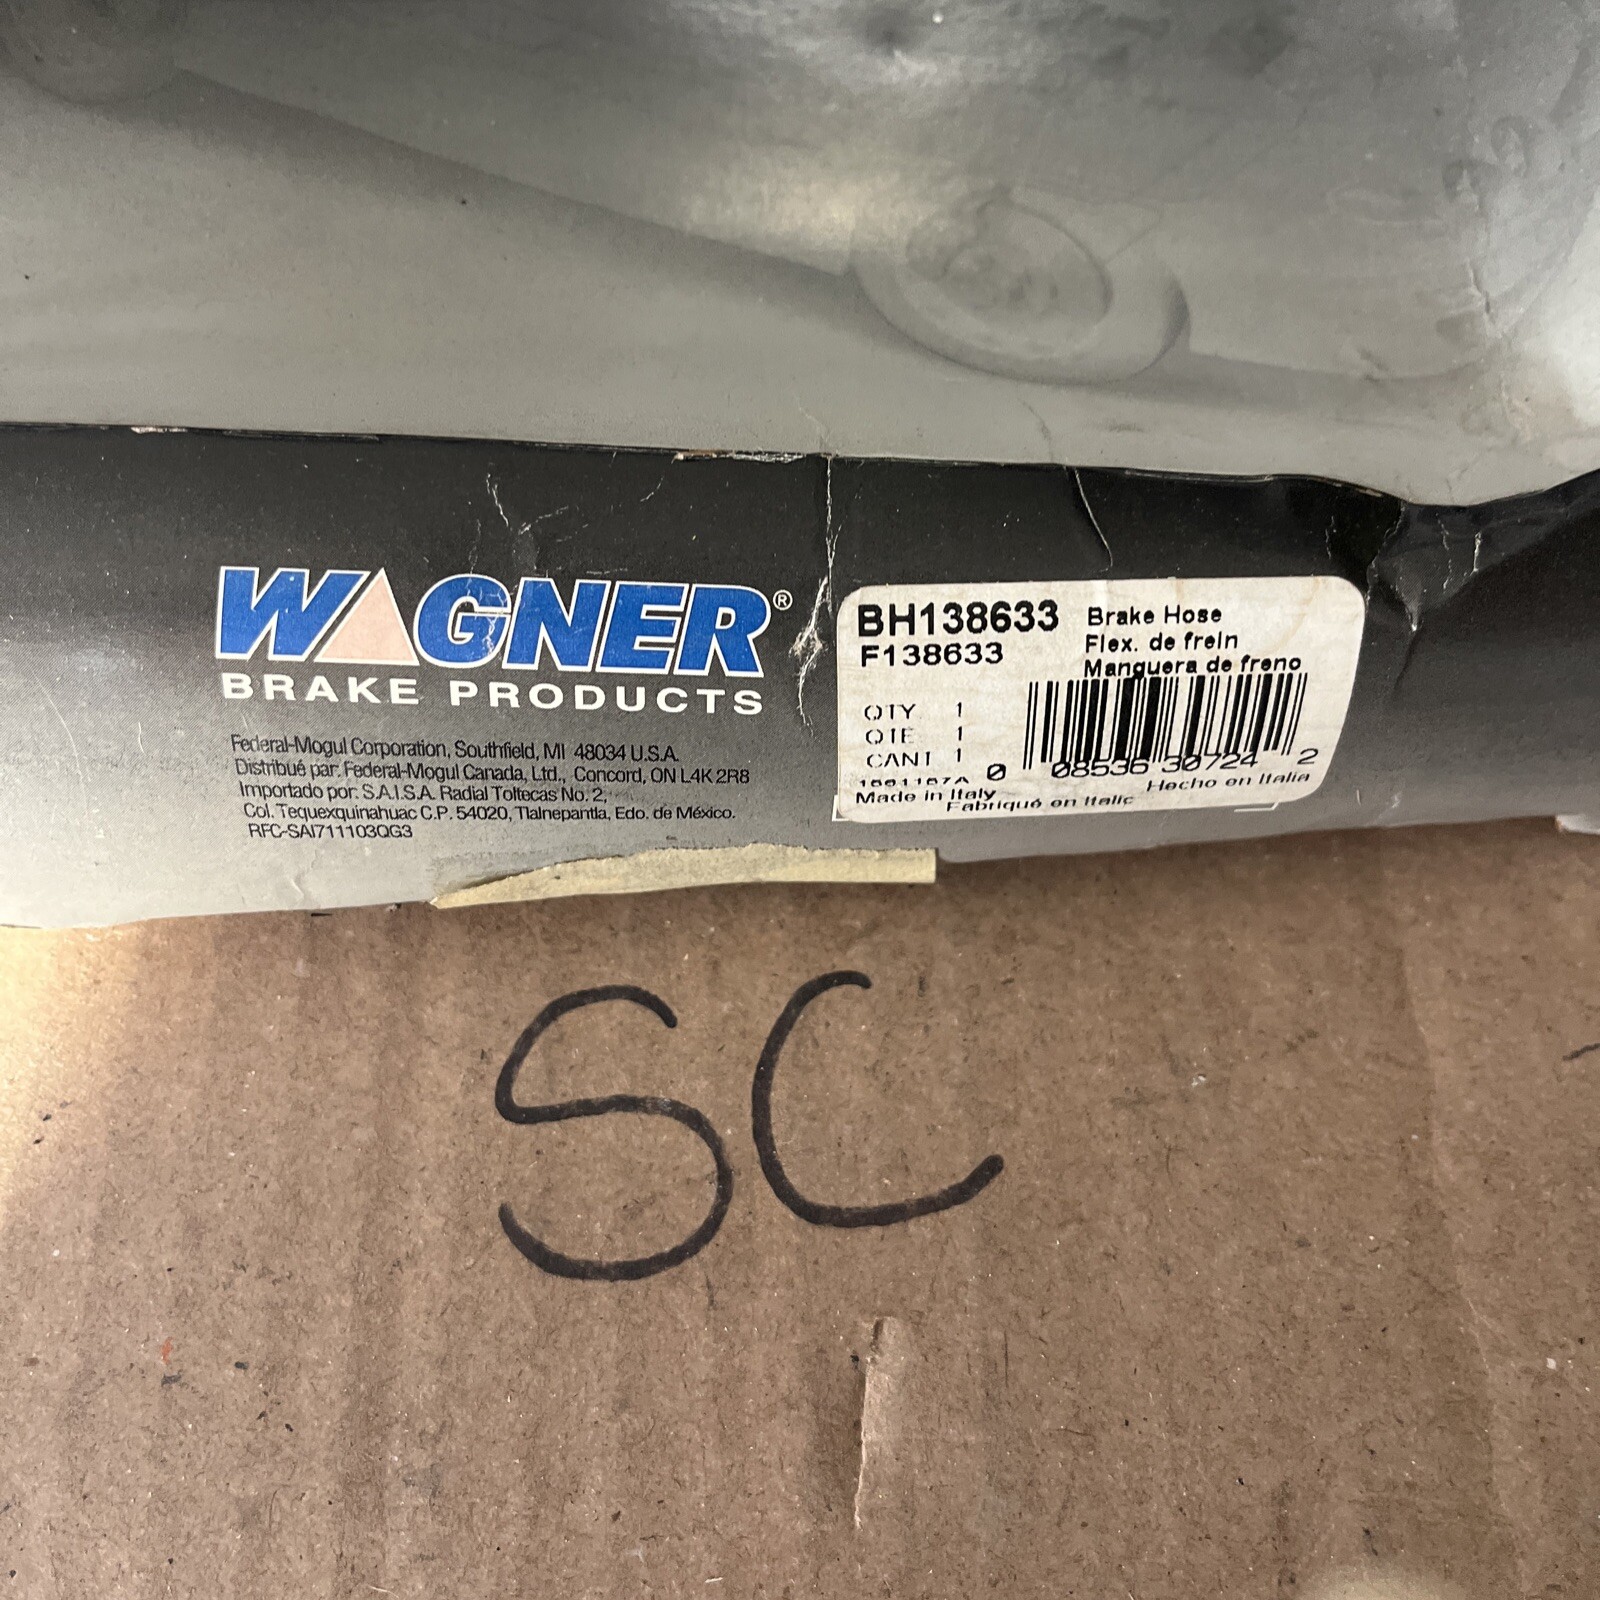 WAGNER®
BRAKE PRODUCTS
Federal-Mogul Corporation, Southfield, MI 48034 U.S.A.
Distribué par: Federal-Mogul Canada, Ltd., Concord, ON L4K 2R8
Importado por: S.A.I.S.A. Radial Toltecas No. 2,
Col. Tequexquinahuac C.P. 54020, Tlalnepantla, Edo. de México.
RFC-SAI711103QG3
BH138633
F138633
Brake Hose
Flex. de frein
Manguera de freno
QTY 1
QTE 1
CANT 1
0 08536 30724 2
Made in Italy
Fabriqué en Italie
Hecho en Italia
SC